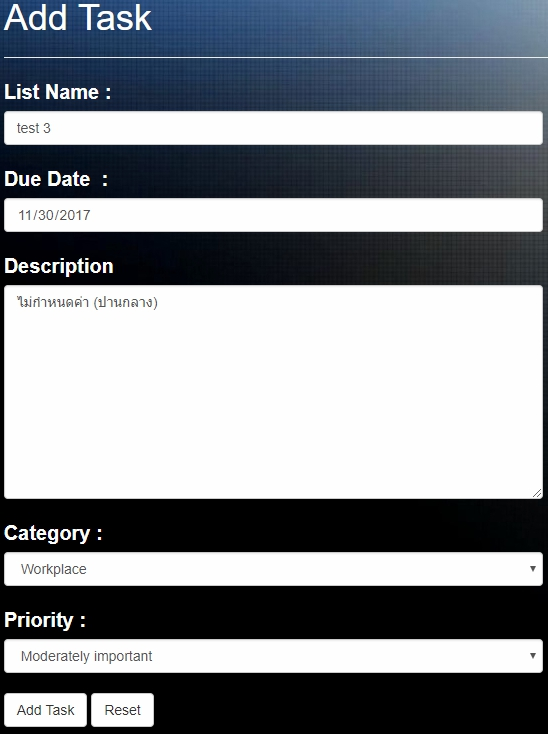 Add Task
List Name :
test 3
Due Date :
11/30/2017
Description
ไม่กำหนดค่า (ปานกลาง)
Category :
Workplace
Priority :
Moderately important
Add Task Reset